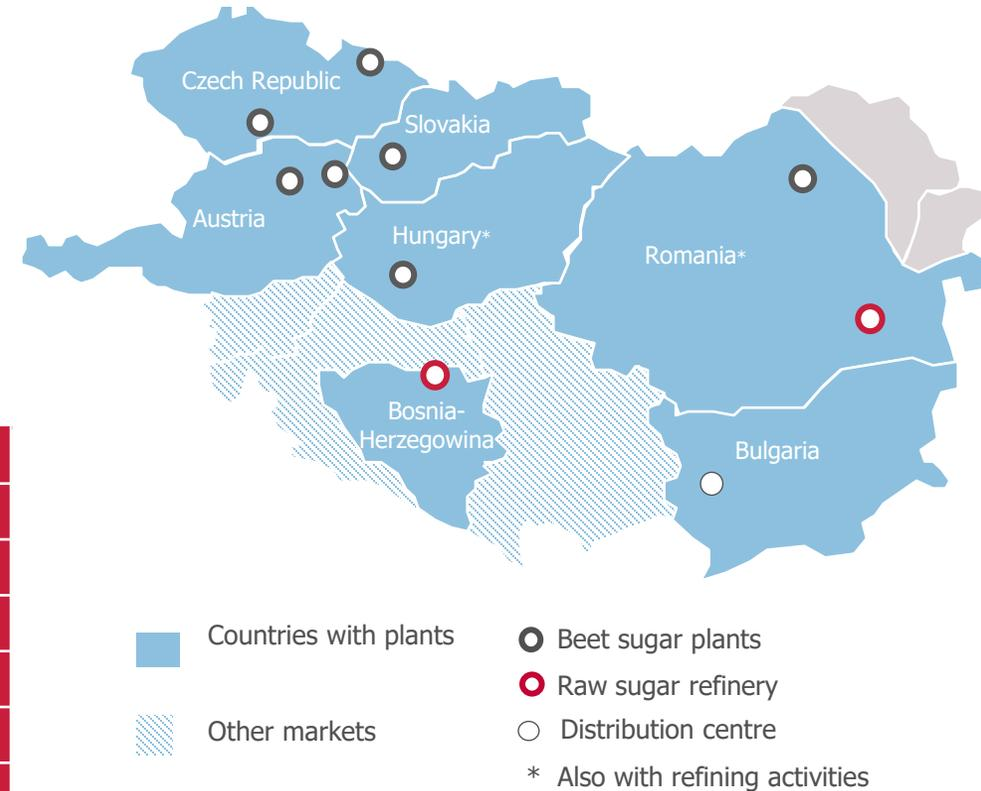 Czech Republic
Slovakia
Austria
Hungary*
Romania*
Bosnia-
Herzegowina
Bulgaria
Countries with plants
Other markets
Beet sugar plants
Raw sugar refinery
Distribution centre
* Also with refining activities